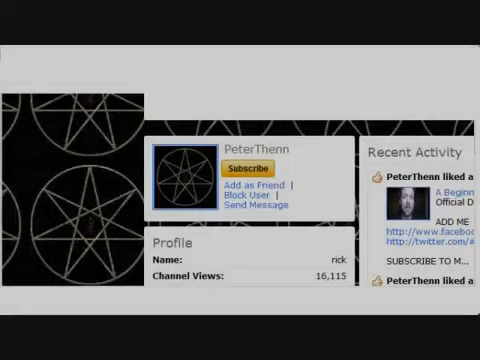 PeterThenn
Subscribe
Add as Friend |
Block User |
Send Message
Profile
Name: rick
Channel Views: 16,115
Recent Activity
PeterThenn liked a
A Beginn
Official D
ADD ME
http://www.faceboo
http://twitter.com/#
SUBSCRIBE TO M...
PeterThenn liked a